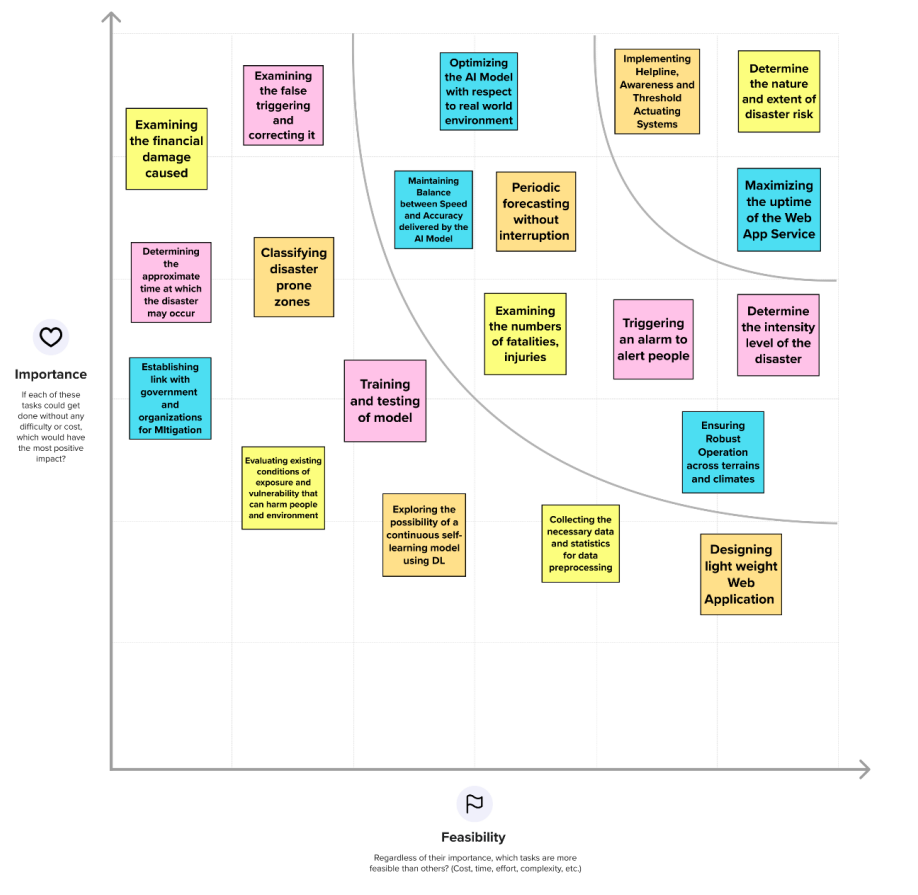 Examining
the false
triggering
and
correcting it
Optimizing
the AI Model
with respect
to real world
environment
Implementing
Helpline,
Awareness and
Threshold
Actuating
Systems
Determine
the nature
and extent of
disaster risk
Examining
the financial
damage
caused
Maintaining
Balance
between Speed
and Accuracy
delivered by the
AI Model
Periodic
forecasting
without
interruption
Maximizing
the uptime
of the Web
App Service
Determining
the
approximate
time at which
the disaster
may occur
Classifying
disaster
prone
zones
Examining
the numbers
of fatalities,
injuries
Triggering
an alarm to
alert people
Determine
the intensity
level of the
disaster
Importance
If each of these
tasks could get
done without any
difficulty or cost,
which would have
the most positive
impact?
Establishing
link with
government
and
organizations
for MItigation
Training
and testing
of model
Ensuring
Robust
Operation
across terrains
and climates
Evaluating existing
conditions of
exposure and
vulnerability that
can harm people
and environment
Exploring the
possibility of a
continuous self-
learning model
using DL
Collecting the
necessary data
and statistics
for data
preprocessing
Designing
light weight
Web
Application
Feasibility
Regardless of their importance, which tasks are more
feasible than others? (Cost, time, effort, complexity, etc.)